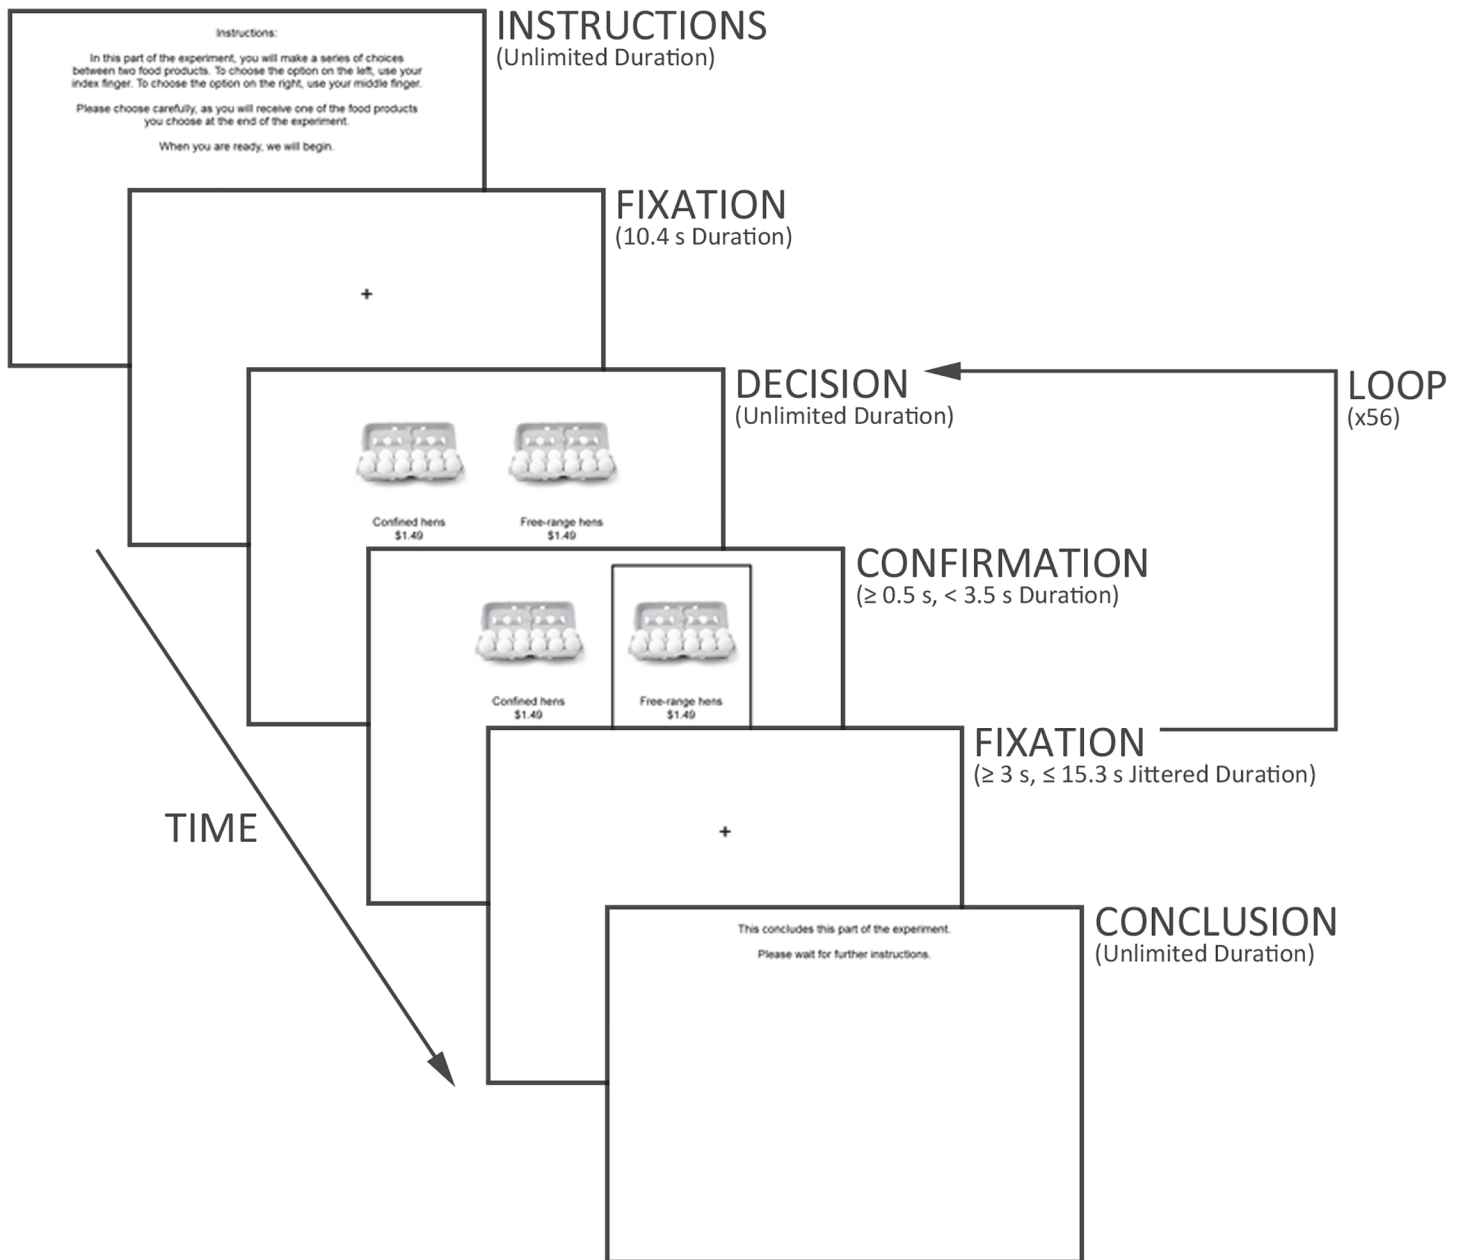 Instructions:
In this part of the experiment, you will make a series of choices
between two food products. To choose the option on the left, use your
index finger. To choose the option on the right, use your middle finger.
Please choose carefully, as you will receive one of the food products
you choose at the end of the experiment.
When you are ready, we will begin.
INSTRUCTIONS
(Unlimited Duration)
+
FIXATION
(10.4 s Duration)
Confined hens
$1.49
Free-range hens
$1.49
DECISION
(Unlimited Duration)
LOOP
(x56)
Confined hens
$1.49
Free-range hens
$1.49
CONFIRMATION
(≥ 0.5 s, < 3.5 s Duration)
+
FIXATION
(≥ 3 s, ≤ 15.3 s Jittered Duration)
TIME
This concludes this part of the experiment.
Please wait for further instructions.
CONCLUSION
(Unlimited Duration)